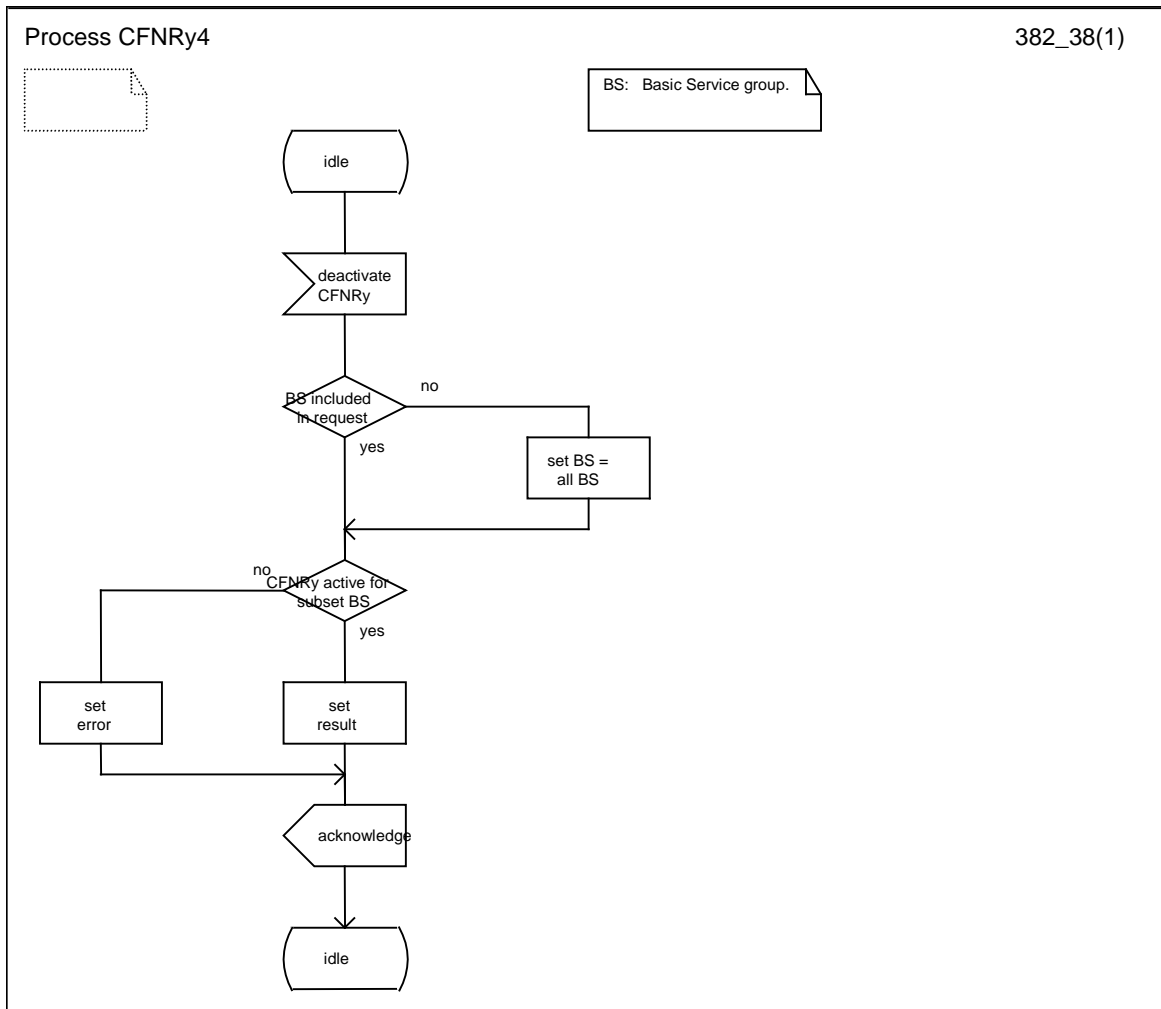 Process CFNRy4
382_38(1)
BS: Basic Service group.
idle
deactivate
CFNRy
BS included
in request
no
yes
set BS =
all BS
no
CFNRy active for
subset BS
yes
set
error
set
result
acknowledge
idle